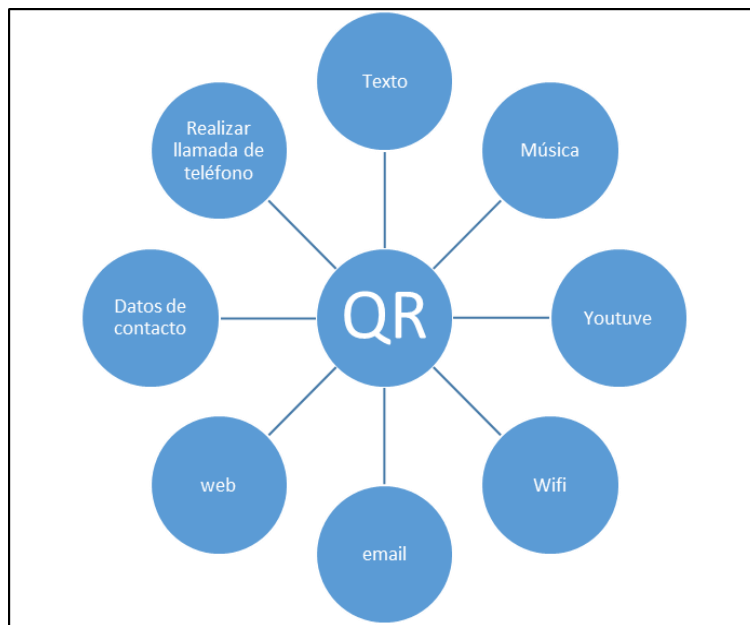 Texto
Realizar
llamada de
teléfono
Música
Datos de
contacto
QR
Youtuve
web
Wifi
email